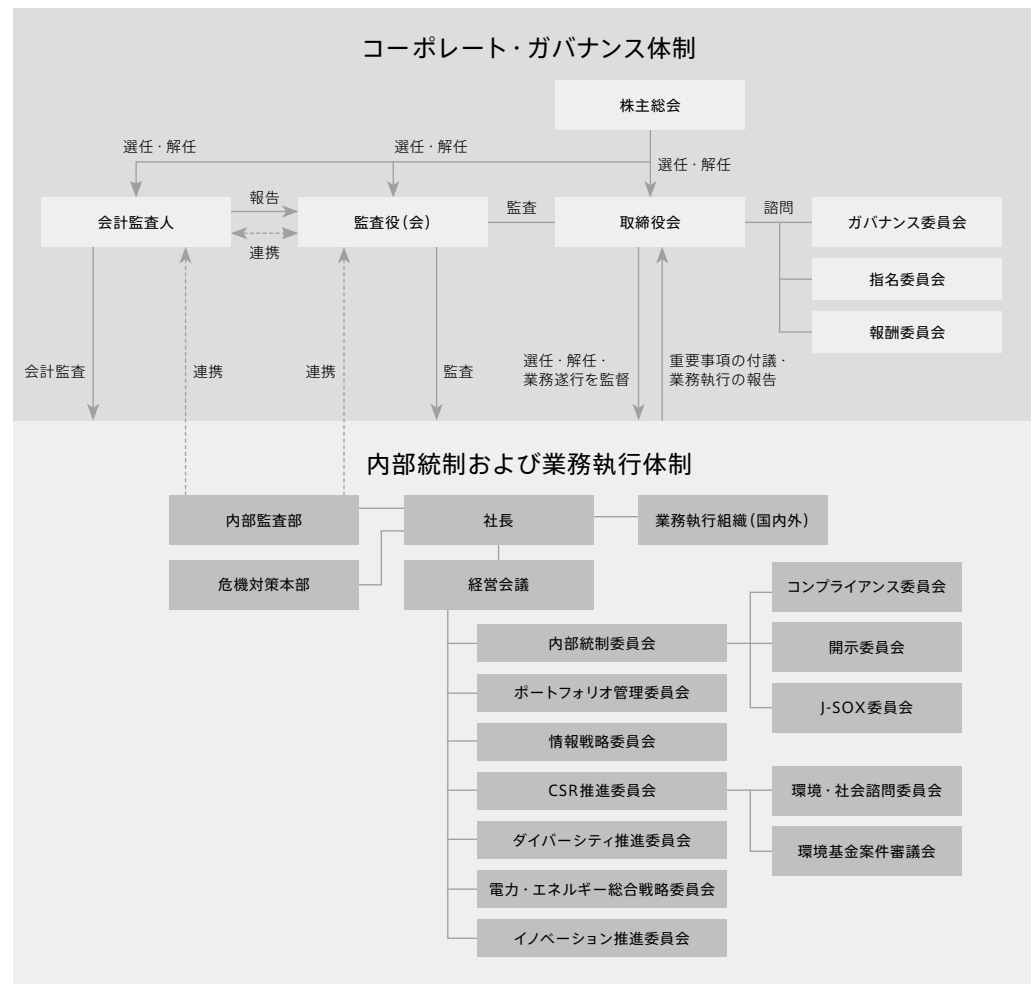 コーポレート・ガバナンス体制
株主総会
選任・解任
選任・解任
選任・解任
会計監査人
報告
連携
監査役(会)
監査
取締役会
諮問
ガバナンス委員会
指名委員会
報酬委員会
会計監査
連携
連携
監査
選任・解任・
業務遂行を監督
重要事項の付議・
業務執行の報告
内部統制および業務執行体制
内部監査部
社長
業務執行組織(国内外)
危機対策本部
経営会議
内部統制委員会
コンプライアンス委員会
開示委員会
J-SOX委員会
ポートフォリオ管理委員会
情報戦略委員会
CSR推進委員会
環境・社会諮問委員会
環境基金案件審議会
ダイバーシティ推進委員会
電力・エネルギー総合戦略委員会
イノベーション推進委員会